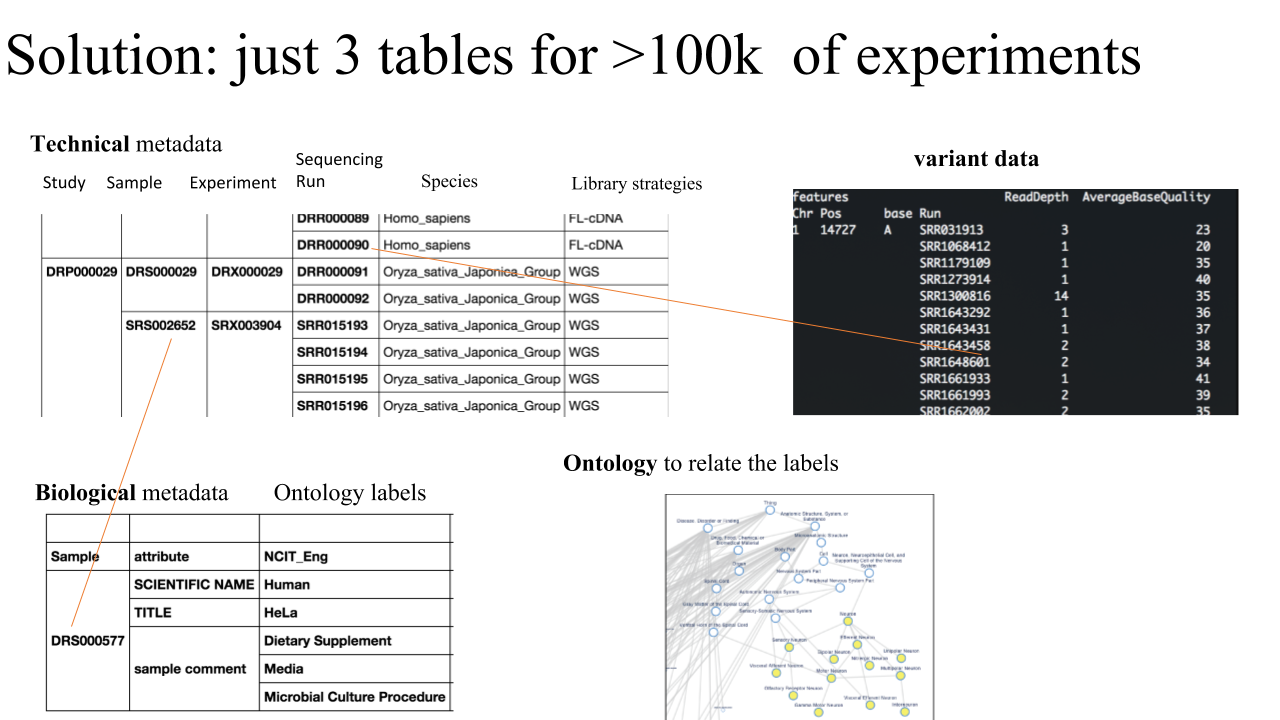 Solution: just 3 tables for >100k of experiments
Technical metadata
Study Sample Experiment Sequencing Run Species Library strategies
DRR000089 Homo_sapiens FL-cDNA
DRR000090 Homo_sapiens FL-cDNA
DRP000029 DRS000029 DRX000029 DRR000091 Oryza_sativa_Japonica_Group WGS
DRR000092 Oryza_sativa_Japonica_Group WGS
SRS002652 SRX003904 SRR015193 Oryza_sativa_Japonica_Group WGS
SRR015194 Oryza_sativa_Japonica_Group WGS
SRR015195 Oryza_sativa_Japonica_Group WGS
SRR015196 Oryza_sativa_Japonica_Group WGS
variant data
features ReadDepth AverageBaseQuality
Chr Pos base Run
1 14727 A SRR031913 3 23
SRR1068412 1 20
SRR1179109 1 35
SRR1273914 1 40
SRR1300816 14 35
SRR1643292 1 36
SRR1643431 1 37
SRR1643458 2 38
SRR1648601 2 34
SRR1661933 1 41
SRR1661993 2 39
SRR1662002 2 35
Biological metadata Ontology labels
Sample attribute NCIT_Eng
DRS000577 SCIENTIFIC NAME Human
TITLE HeLa
sample comment Dietary Supplement
Media
Microbial Culture Procedure
Ontology to relate the labels
Thing
Anatomic Structure, System, or
Substance
Disease, Disorder or Finding
Microanatomic Structure
Drug, Food, Chemical or
Biomedical Material
Body Part
Cell
Neuron, Neuroepithelial Cell, and
Supporting Cell of the Nervous
System
Organ
Nervous System Part
Peripheral Nervous System Part
Spinal Cord
Autonomic Nervous System
Gray Matter of the Spinal Cord
Sensory-Somatic Nervous System
Ventral Horn of the Spinal Cord
Neuron
Sensory Neuron
Efferent Neuron
Bipolar Neuron
Unipolar Neuron
Visceral Afferent Neuron
Motor Neuron
Multipolar Neuron
Olfactory Receptor Neuron
Visceral Efferent Neuron
Gamma Motor Neuron
Interneuron